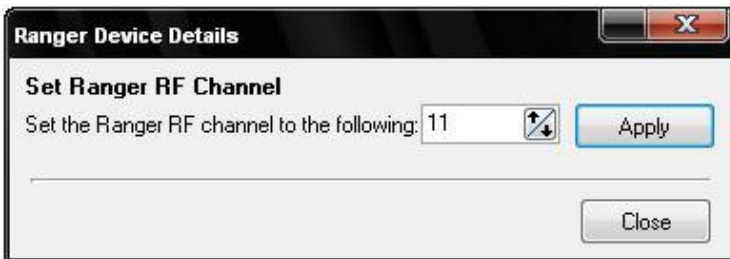 Ranger Device Details
Set Ranger RF Channel
Set the Ranger RF channel to the following: 11 Apply
Close